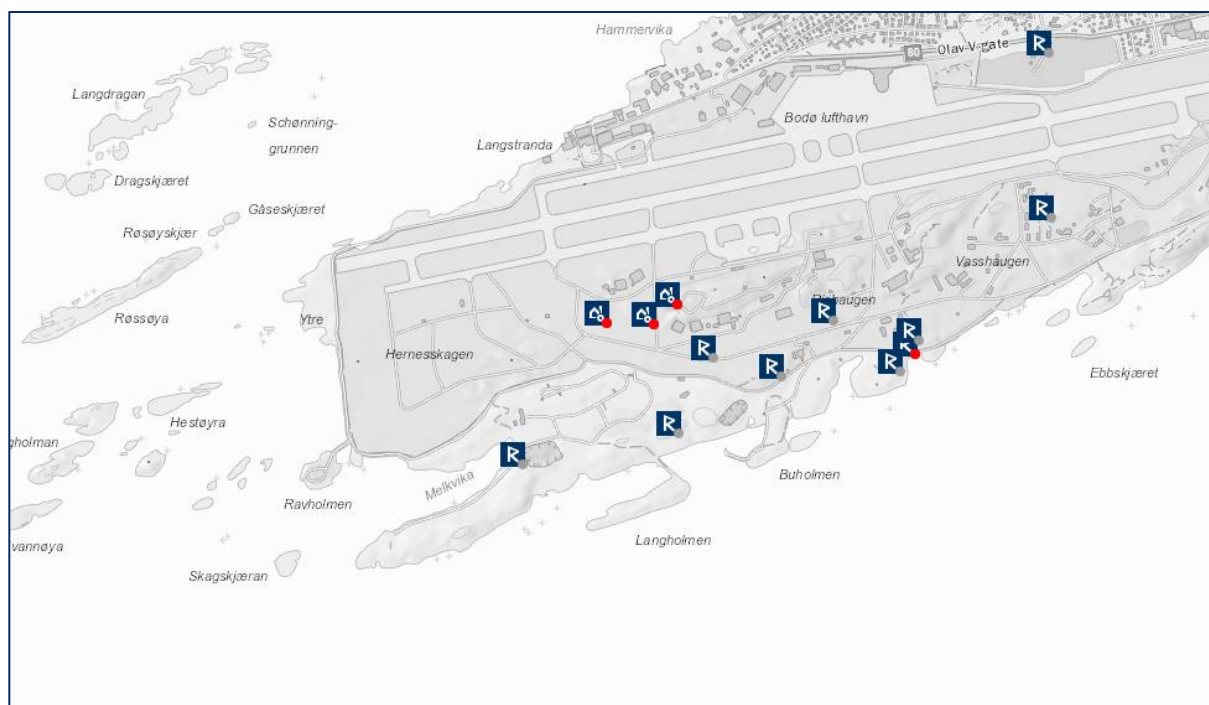 Hammervika
80
Olav V gate
Langdragan
Schønning-
grunnen
Bodø lufthavn
Langstranda
Dragskjæret
Gåseskjæret
Røsøyskjær
Vasshaugen
Ytre
Røssøya
Hernesskagen
Ebbskjæret
Hestøyra
gholman
Buholmen
Melkvika
Ravholmen
Langholmen
vannøya
Skagskjæran